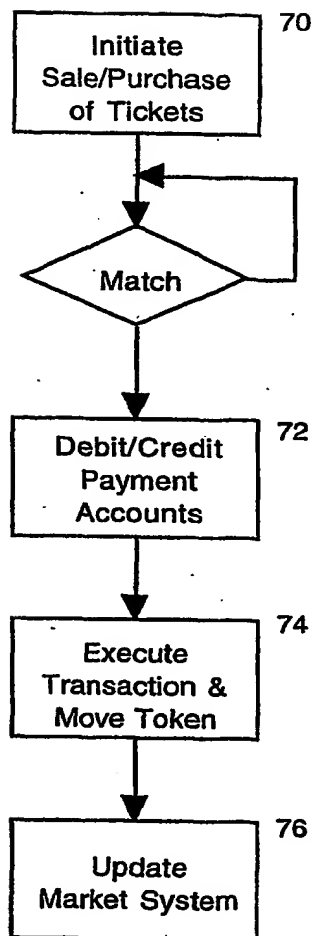 70
Initiate
Sale/Purchase
of Tickets
Match
72
Debit/Credit
Payment
Accounts
74
Execute
Transaction &
Move Token
76
Update
Market System